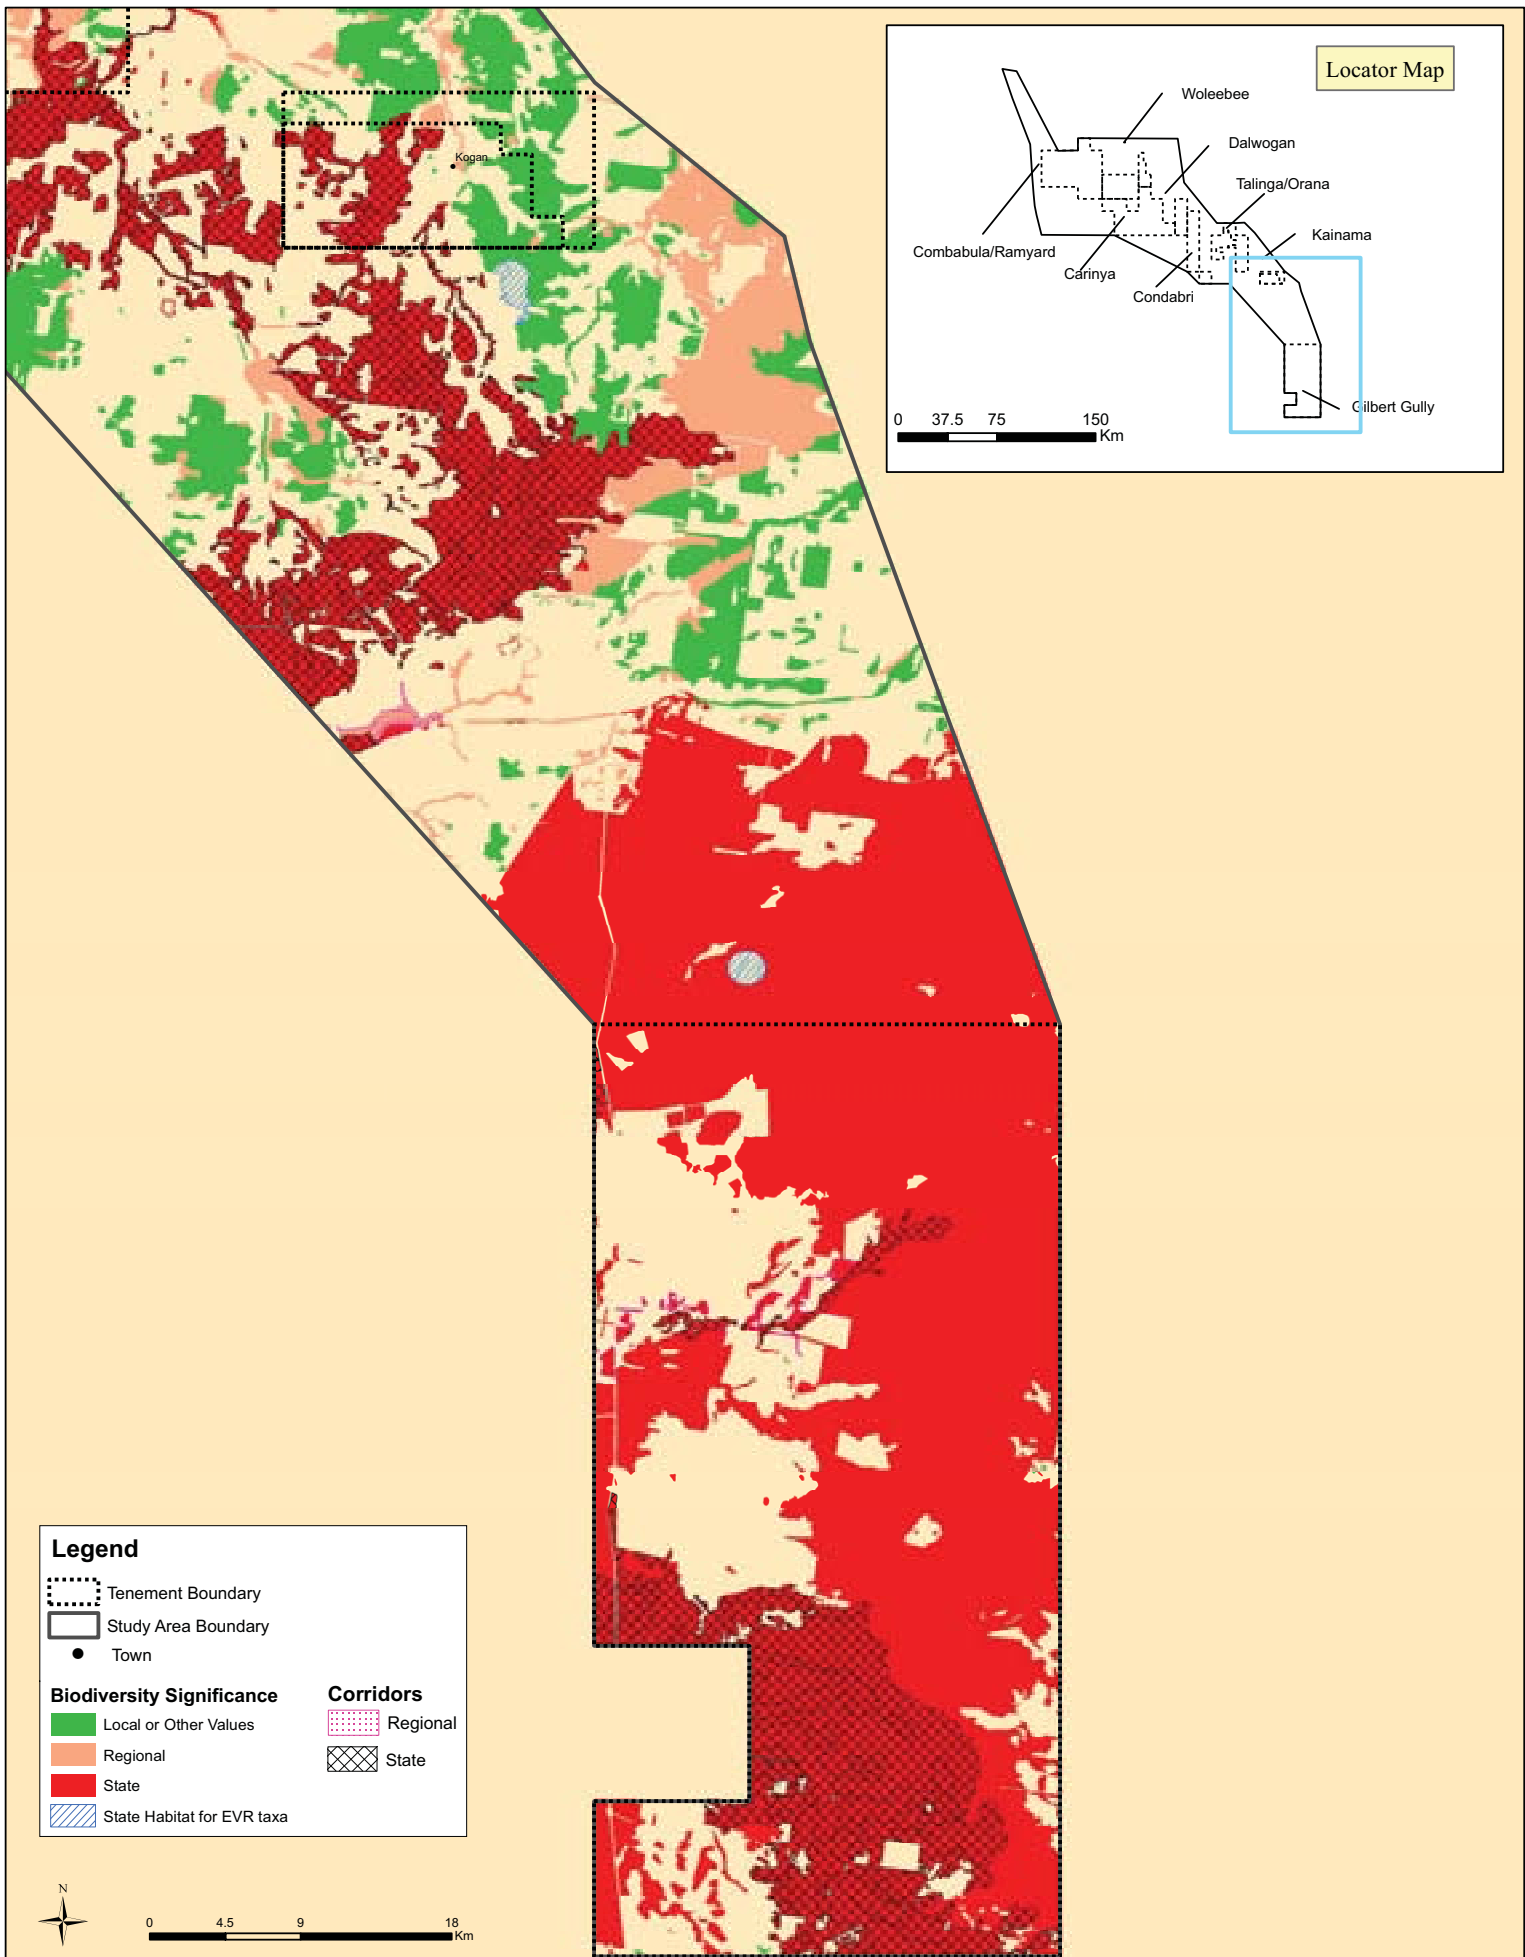 Locator Map
Woleebee
Dalwogan
Talinga/Orana
Kainama
Combabula/Ramyard
Carinya
Condabri
Gilbert Gully
0 37.5 75 150
Km
Kogan
Legend
Tenement Boundary
Study Area Boundary
Town
Biodiversity Significance
Local or Other Values
Regional
State
State Habitat for EVR taxa
Corridors
Regional
State
N
0 4.5 9 18
Km